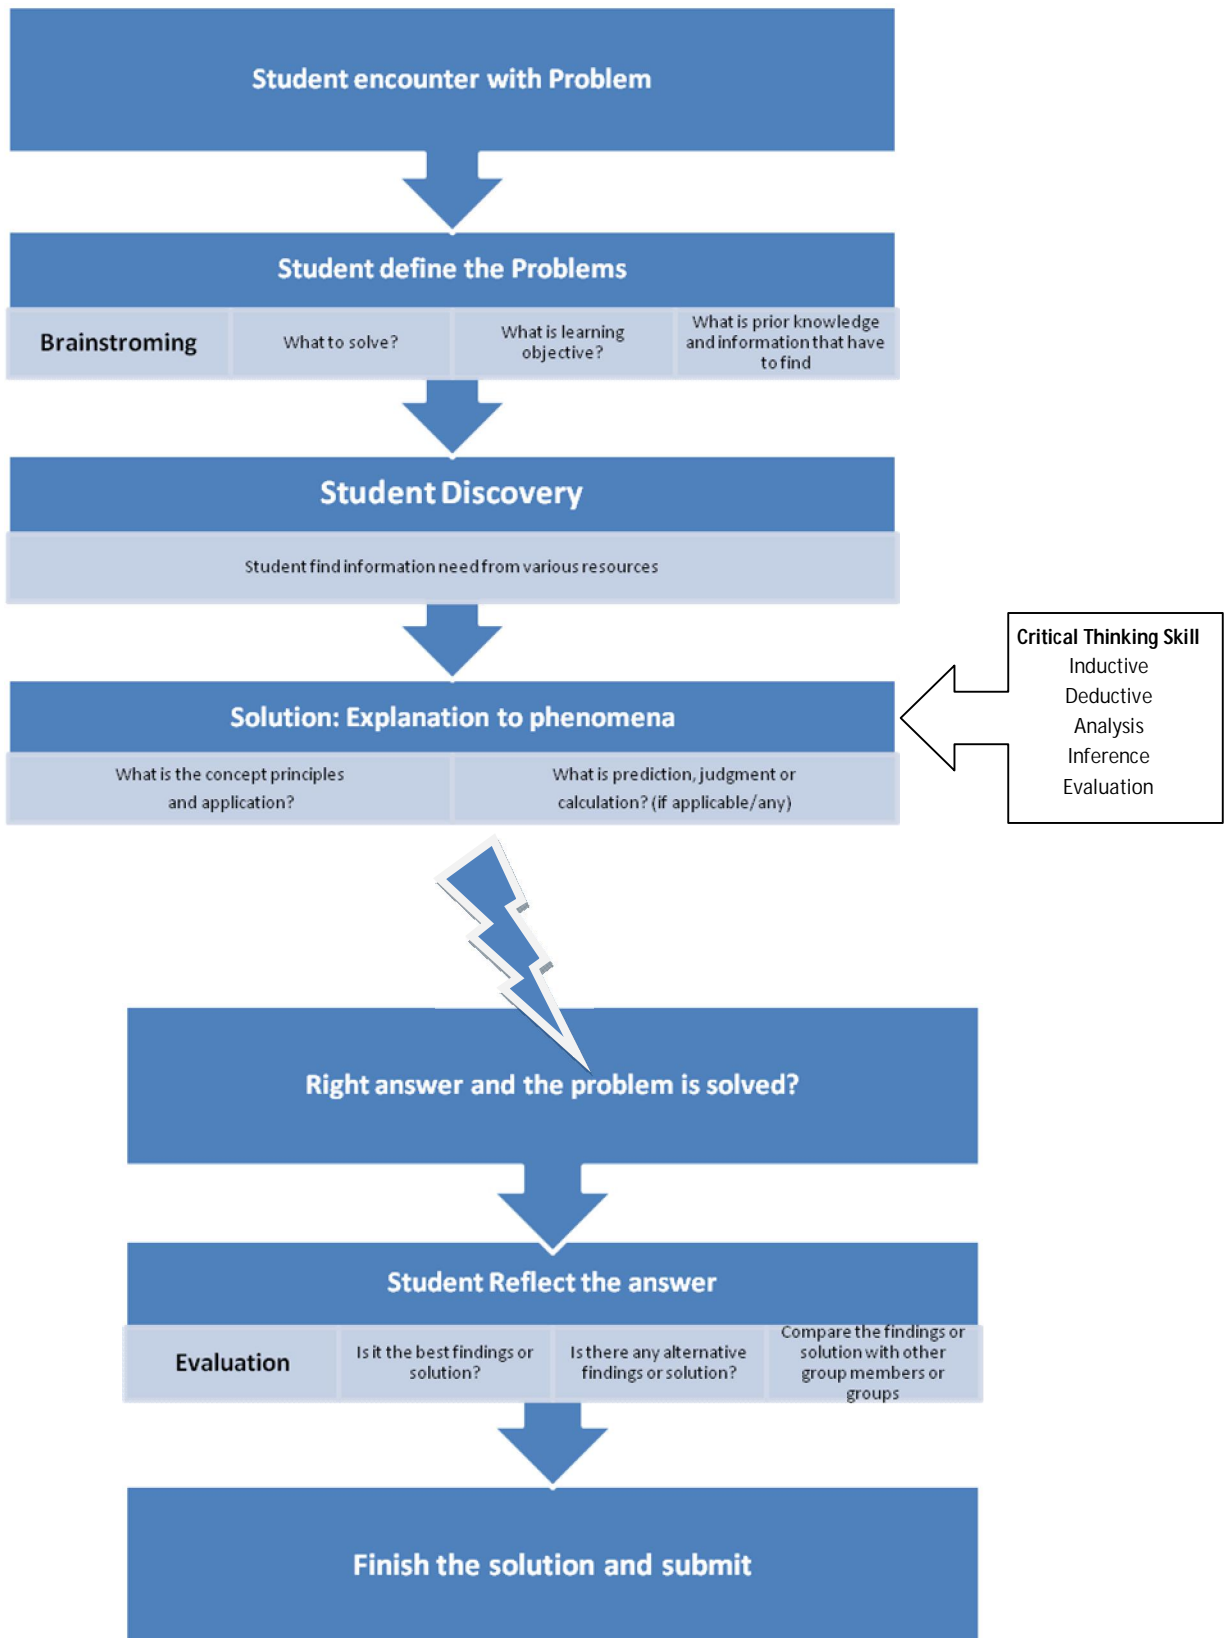 Student encounter with Problem
Student define the Problems
Brainstroming
What to solve?
What is learning
objective?
What is prior knowledge
and information that have
to find
Student Discovery
Student find information need from various resources
Solution: Explanation to phenomena
What is the concept principles
and application?
What is prediction, judgment or
calculation? (if applicable/any)
Critical Thinking Skill
Inductive
Deductive
Analysis
Inference
Evaluation
Right answer and the problem is solved?
Student Reflect the answer
Evaluation
Is it the best findings or
solution?
Is there any alternative
findings or solution?
Compare the findings or
solution with other
group members or
groups
Finish the solution and submit